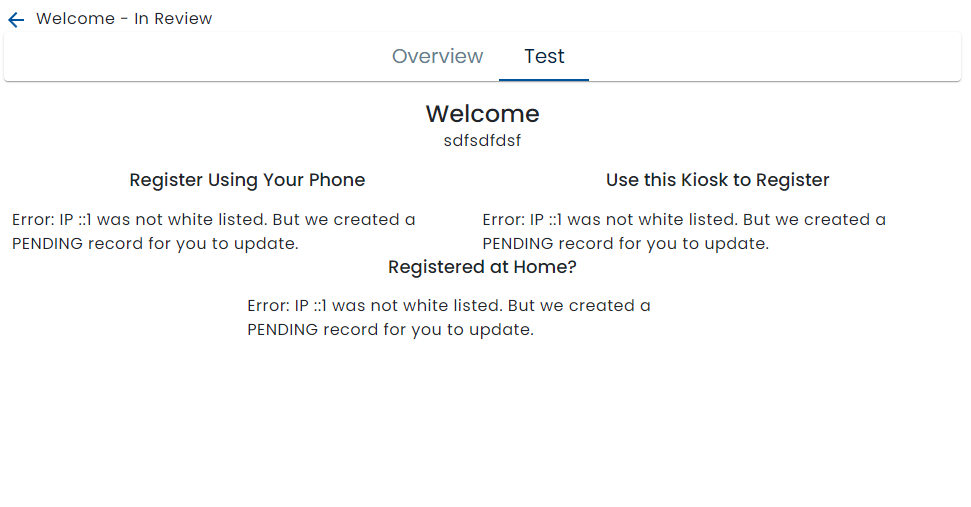 Welcome - In Review
Overview
Test
Welcome
sdfsdfdsf
Register Using Your Phone
Error: IP ::1 was not white listed. But we created a
PENDING record for you to update.
Use this Kiosk to Register
Error: IP ::1 was not white listed. But we created a
PENDING record for you to update.
Registered at Home?
Error: IP ::1 was not white listed. But we created a
PENDING record for you to update.